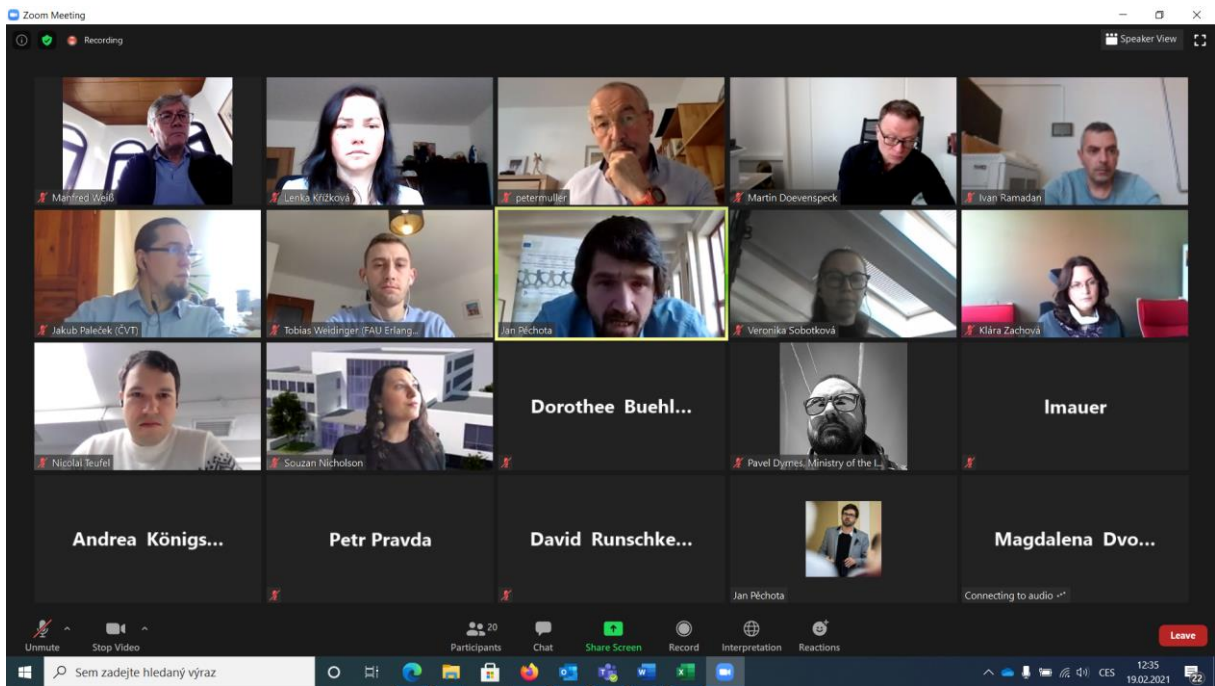 Zoom Meeting
Recording
Speaker View
Manfred Weiß
Lenka Křížková
petermuller
Martin Doevenspeck
Ivan Ramadan
Jakub Paleček (ČVT)
Tobias Weidinger (FAU Erlang...
Jan Pěchota
Veronika Sobotková
Klára Zachová
Nicolai Teufel
Souzan Nicholson
Dorothee Buehl...
Pavel Dymes, Ministry of the I...
Imauer
Andrea Königs...
Petr Pravda
David Runschke...
Jan Pěchota
Magdalena Dvo...
Connecting to audio
Unmute
Stop Video
20
Participants
Chat
Share Screen
Record
Interpretation
Reactions
Leave
Sem zadejte hledaný výraz
CES
12:35
19.02.2021
22